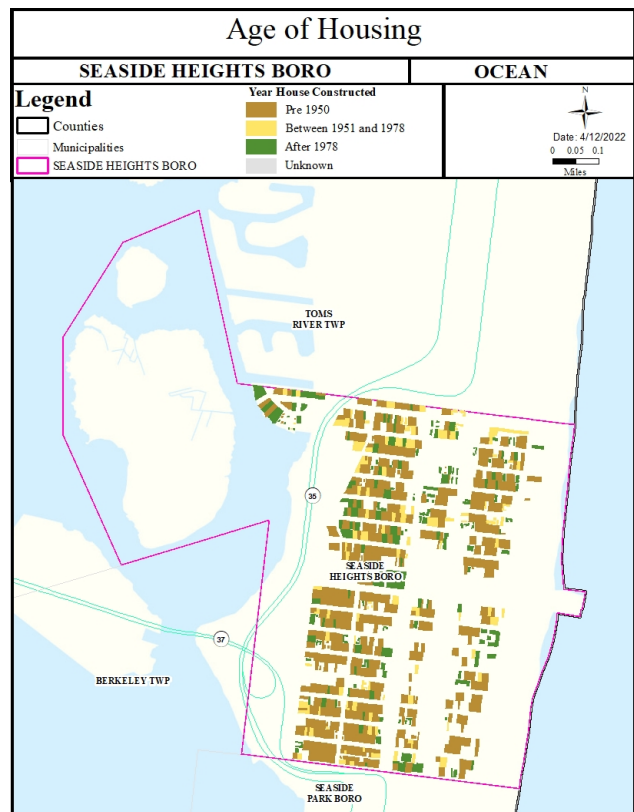 Age of Housing
SEASIDE HEIGHTS BORO
OCEAN
Legend
Counties
Municipalities
SEASIDE HEIGHTS BORO
Year House Constructed
Pre 1950
Between 1951 and 1978
After 1978
Unknown
N
Date: 4/12/2022
0 0.05 0.1
Miles
TOMS
RIVER TWP
35
SEASIDE
HEIGHTS BORO
37
BERKELEY TWP
SEASIDE
PARK BORO